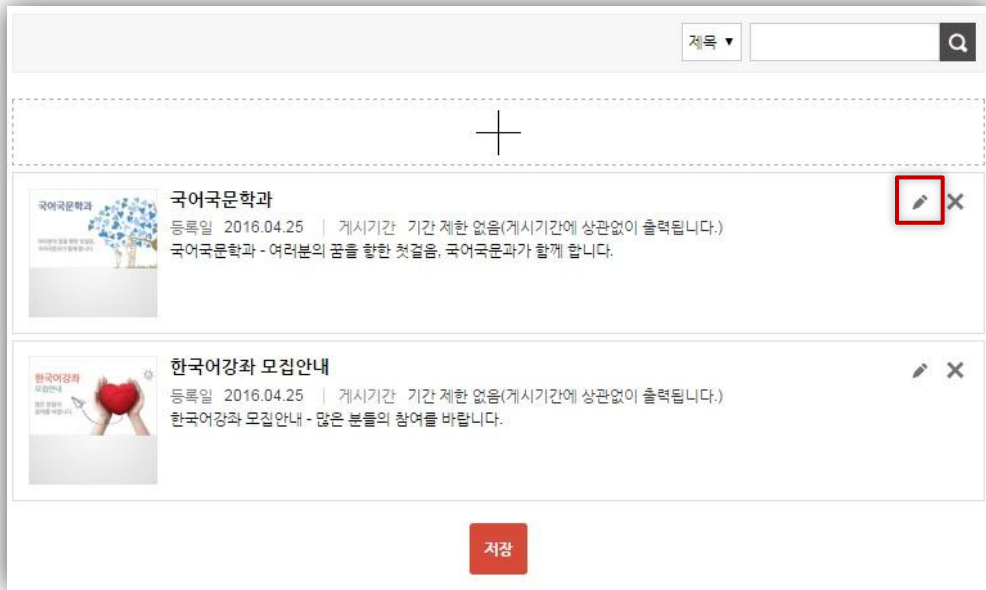 제목 ▼
국어국문학과
국어국문학과
등록일 2016.04.25 | 게시기간 기간 제한 없음(게시기간에 상관없이 출력됩니다.)
국어국문학과 - 여러분의 꿈을 향한 첫걸음, 국어국문과가 함께 합니다.
한국어강좌
모집안내
한국어강좌 모집안내
등록일 2016.04.25 | 게시기간 기간 제한 없음(게시기간에 상관없이 출력됩니다.)
한국어강좌 모집안내 - 많은 분들의 참여를 바랍니다.
저장